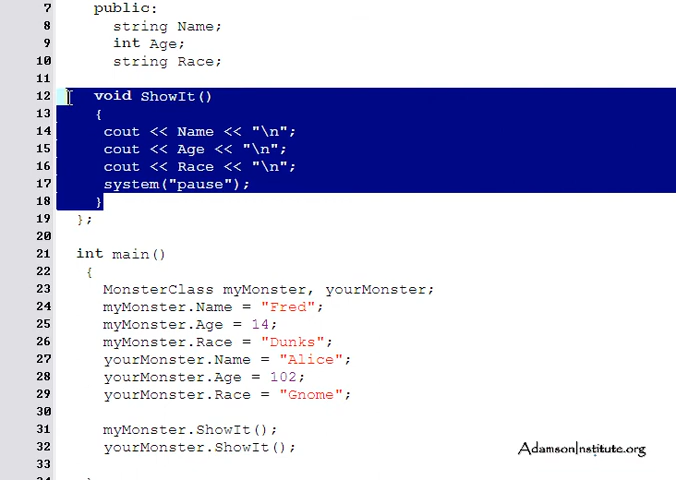 7 public:
8 string Name;
9 int Age;
10 string Race;
11
12 void ShowIt()
13 {
14 cout << Name << "\n";
15 cout << Age << "\n";
16 cout << Race << "\n";
17 system("pause");
18 }
19 };
20
21 int main()
22 {
23 MonsterClass myMonster, yourMonster;
24 myMonster.Name = "Fred";
25 myMonster.Age = 14;
26 myMonster.Race = "Dunks";
27 yourMonster.Name = "Alice";
28 yourMonster.Age = 102;
29 yourMonster.Race = "Gnome";
30
31 myMonster.ShowIt();
32 yourMonster.ShowIt();
AdamsonInstitute.org
33